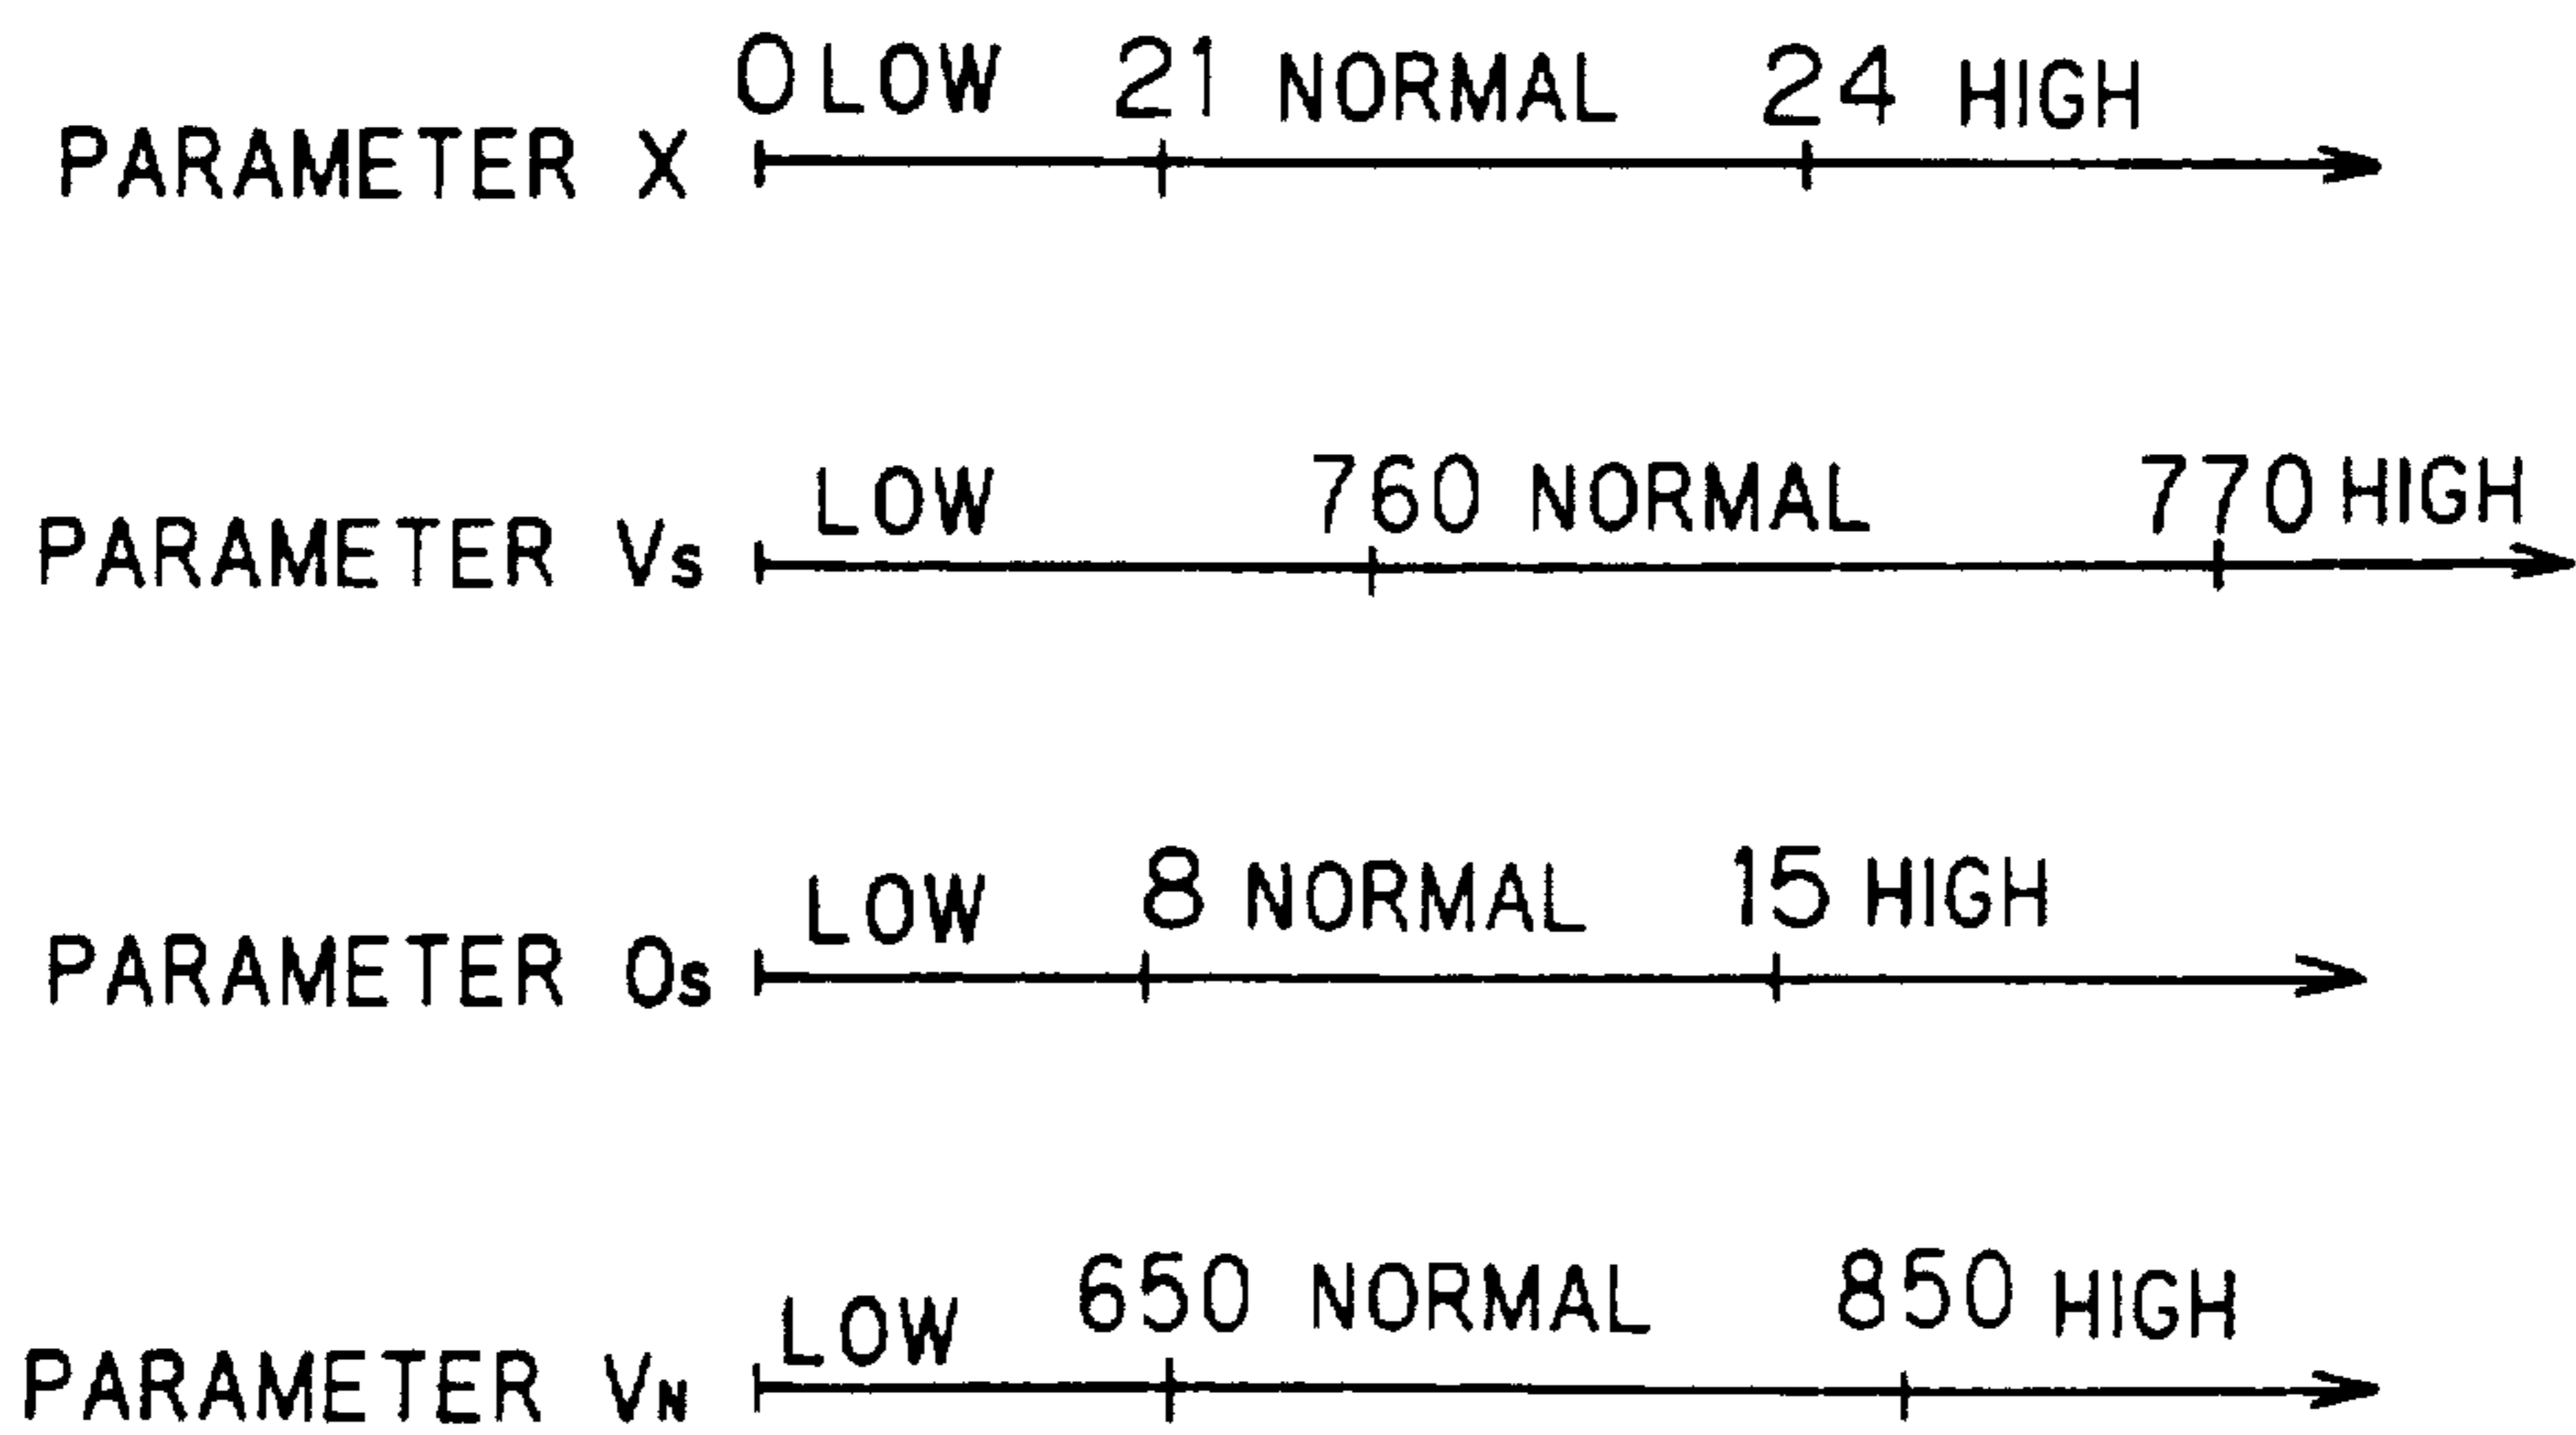 0 LOW 21 NORMAL 24 HIGH
PARAMETER X
LOW 760 NORMAL 770 HIGH
PARAMETER Vs
LOW 8 NORMAL 15 HIGH
PARAMETER Os
LOW 650 NORMAL 850 HIGH
PARAMETER VN